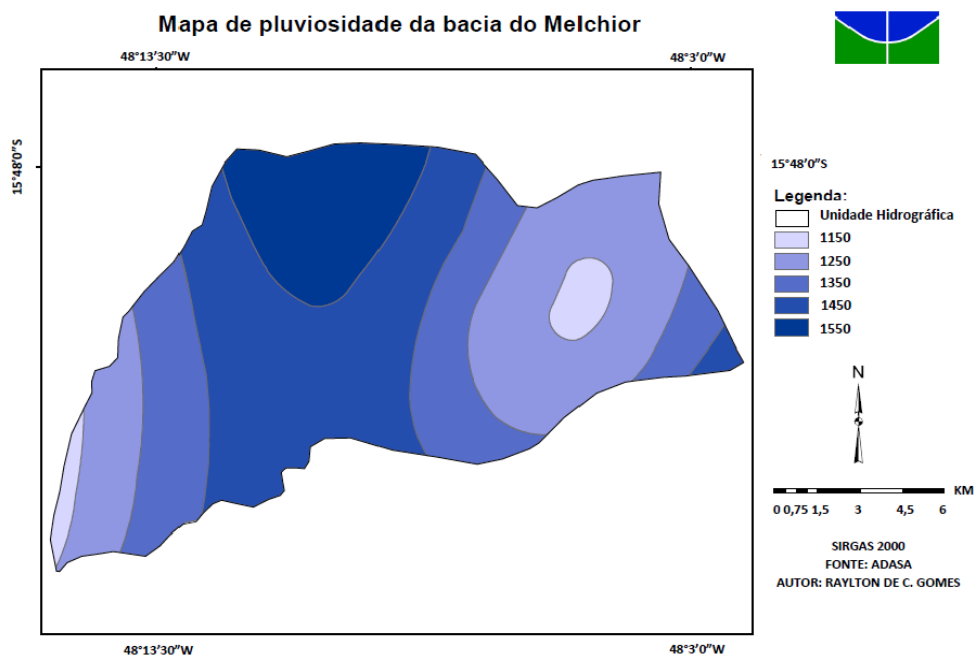 Mapa de pluviosidade da bacia do Melchior
48°13'30"W
48°3'0"W
15°48'0"S
15°48'0"S
Legenda:
Unidade Hidrográfica
1150
1250
1350
1450
1550
N
KM
0 0,75 1,5 3 4,5 6
SIRGAS 2000
FONTE: ADASA
AUTOR: RAYLTON DE C. GOMES
48°13'30"W
48°3'0"W